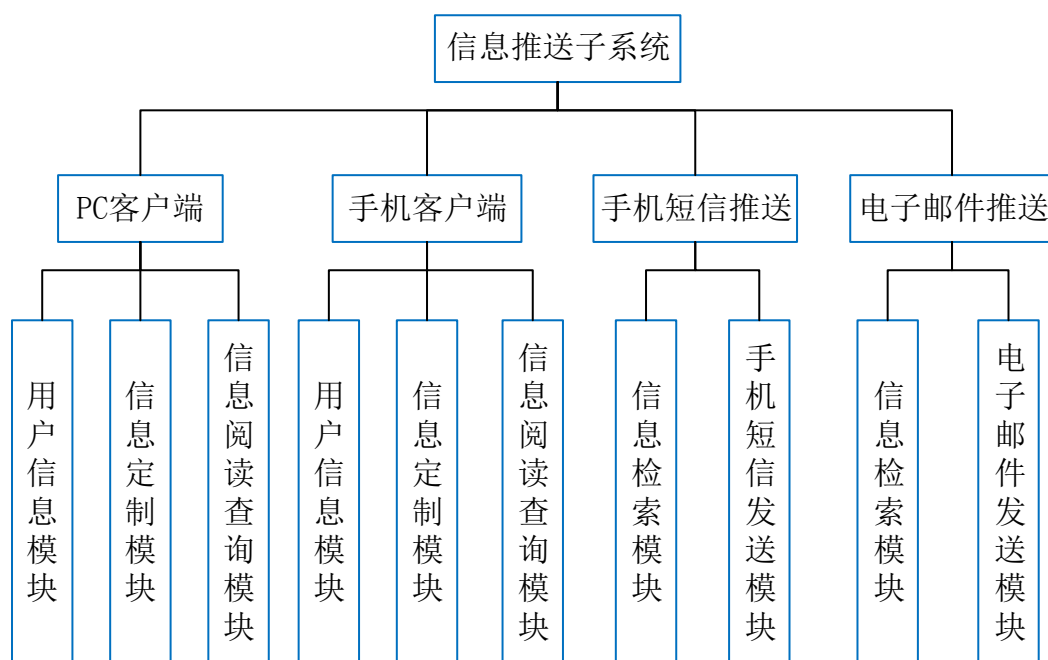 信息推送子系统
PC客户端
手机客户端
手机短信推送
电子邮件推送
用户信息模块
信息定制模块
信息阅读查询模块
用户信息模块
信息定制模块
信息阅读查询模块
信息检索模块
手机短信发送模块
信息检索模块
电子邮件发送模块